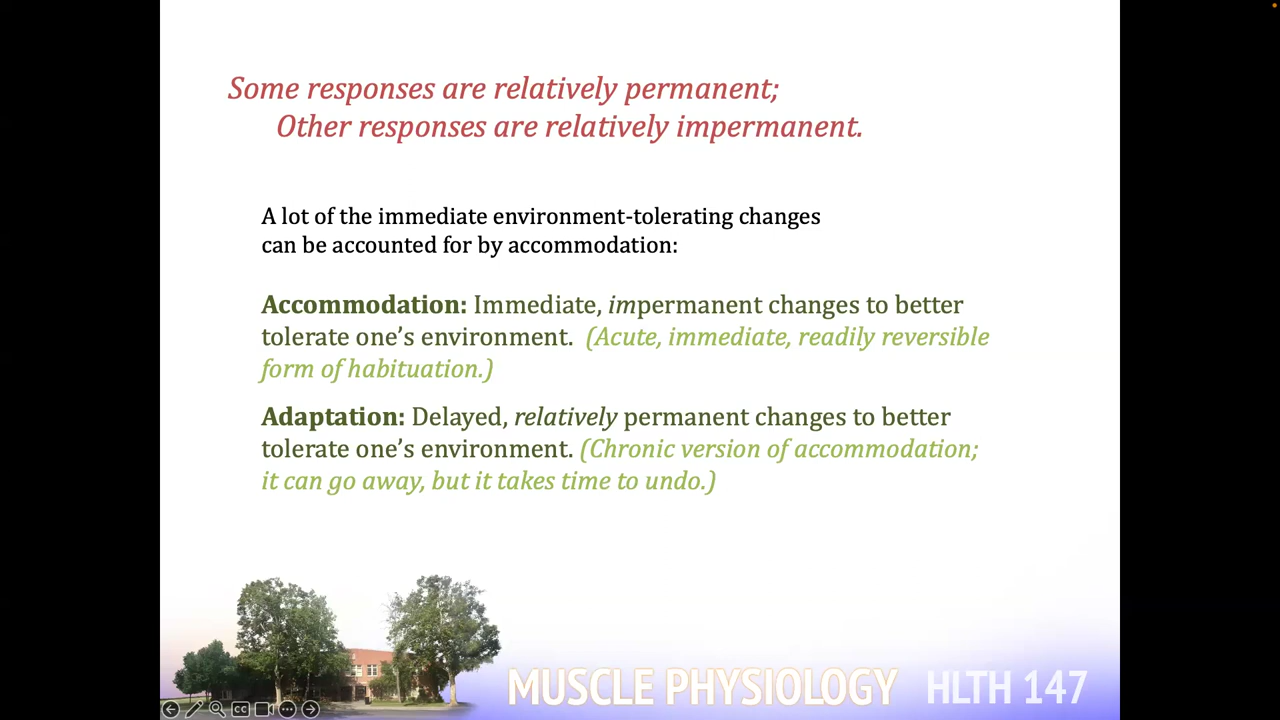 Some responses are relatively permanent;
Other responses are relatively impermanent.
A lot of the immediate environment-tolerating changes
can be accounted for by accommodation:
Accommodation: Immediate, impermanent changes to better
tolerate one’s environment. (Acute, immediate, readily reversible
form of habituation.)
Adaptation: Delayed, relatively permanent changes to better
tolerate one’s environment. (Chronic version of accommodation;
it can go away, but it takes time to undo.)
MUSCLE PHYSIOLOGY HLTH 147
CC